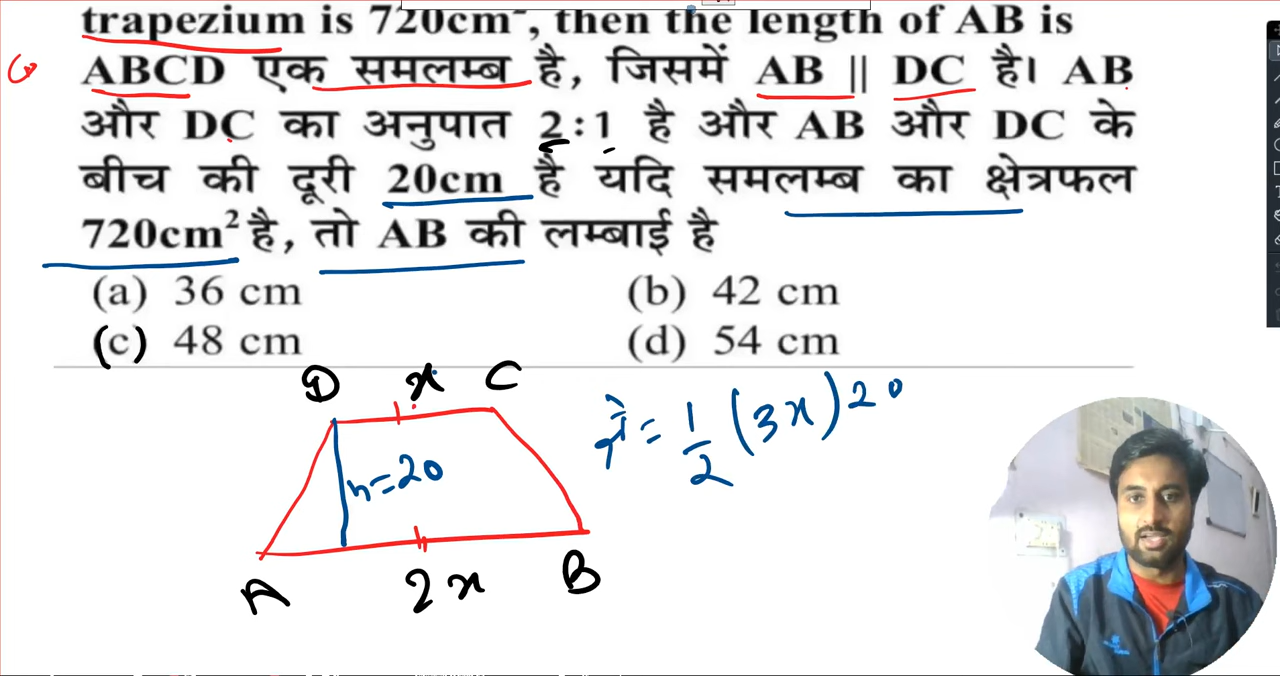 trapezium is 720cm², then the length of AB is
ABCD एक समलम्ब है, जिसमें AB || DC है। AB
और DC का अनुपात 2:1 है और AB और DC के
बीच की दूरी 20cm है यदि समलम्ब का क्षेत्रफल
720cm² है, तो AB की लम्बाई है
(a) 36 cm (b) 42 cm
(c) 48 cm (d) 54 cm
D x C
= 1/2 (3x) 20
h=20
A 2x B